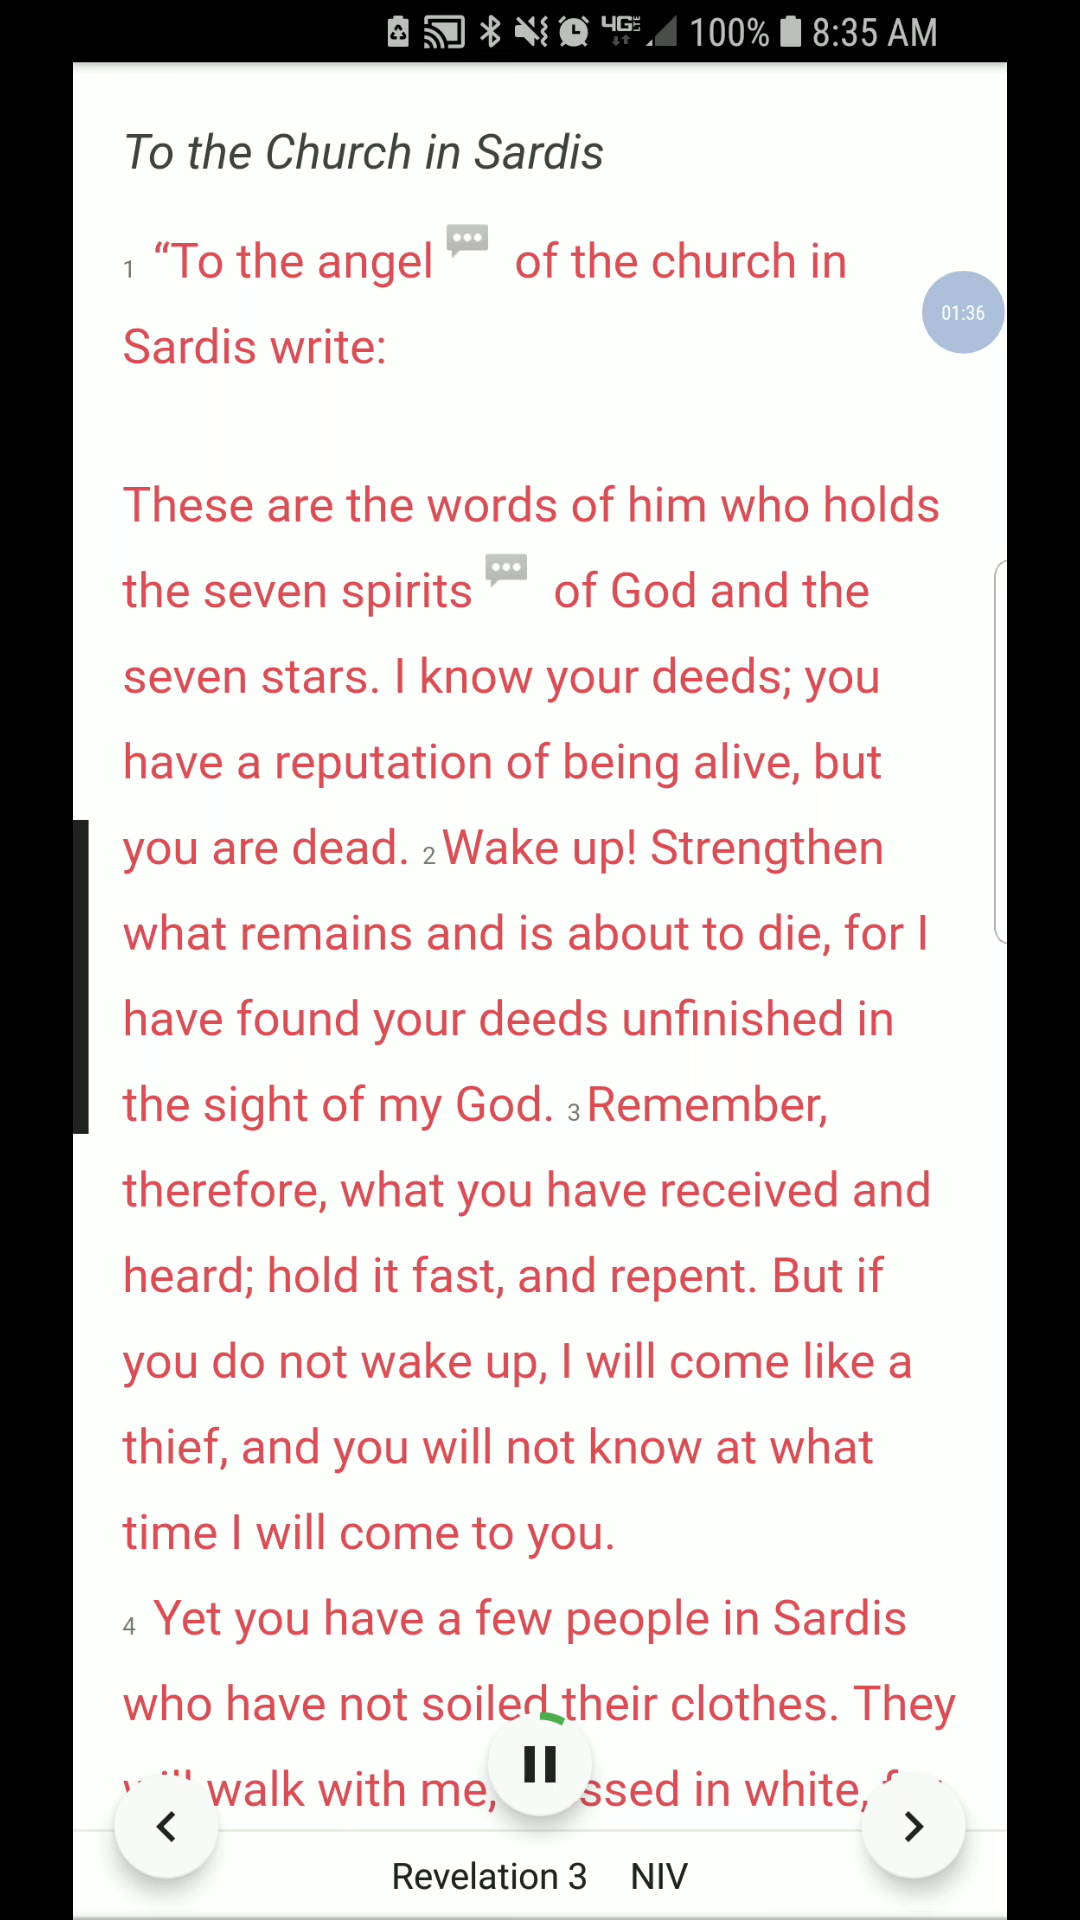 4G LTE 100% 8:35 AM
To the Church in Sardis
1 “To the angel of the church in
01:36
Sardis write:
These are the words of him who holds
the seven spirits of God and the
seven stars. I know your deeds; you
have a reputation of being alive, but
you are dead. 2 Wake up! Strengthen
what remains and is about to die, for I
have found your deeds unfinished in
the sight of my God. 3 Remember,
therefore, what you have received and
heard; hold it fast, and repent. But if
you do not wake up, I will come like a
thief, and you will not know at what
time I will come to you.
4 Yet you have a few people in Sardis
who have not soiled their clothes. They
walk with me, in white,
Revelation 3 NIV